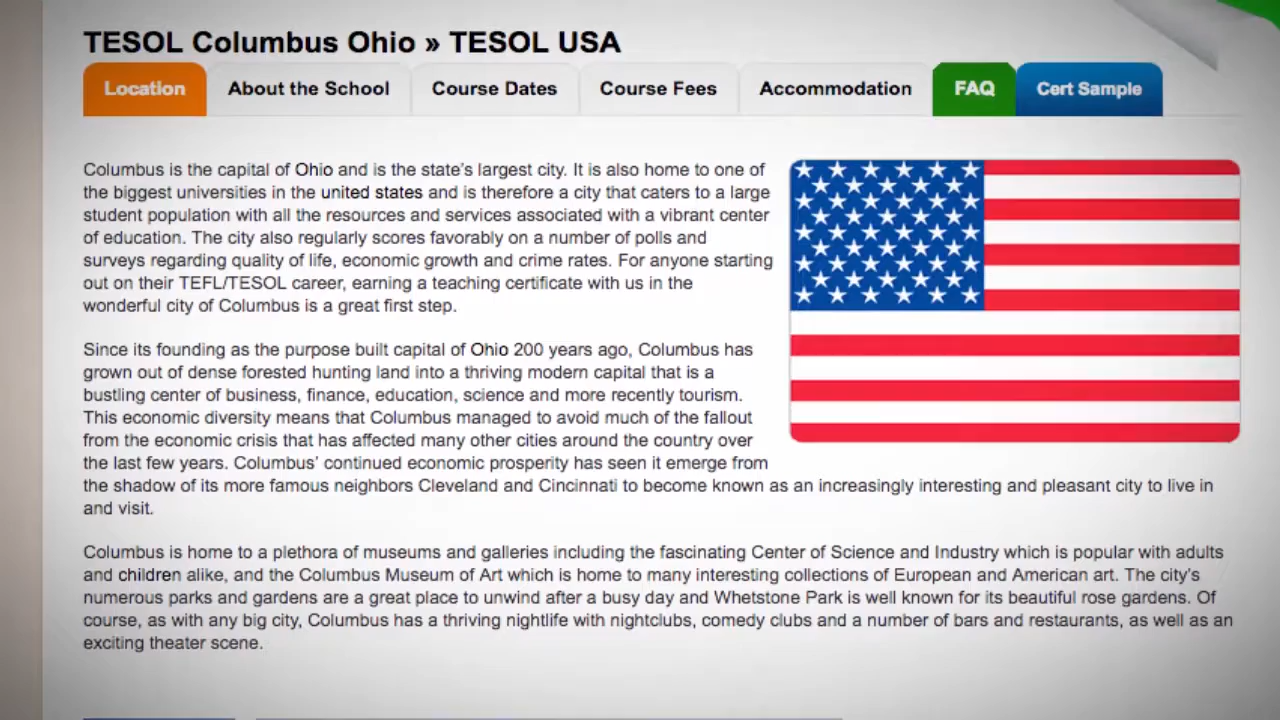 TESOL Columbus Ohio » TESOL USA
Location About the School Course Dates Course Fees Accommodation FAQ Cert Sample
Columbus is the capital of Ohio and is the state's largest city. It is also home to one of
the biggest universities in the united states and is therefore a city that caters to a large
student population with all the resources and services associated with a vibrant center
of education. The city also regularly scores favorably on a number of polls and
surveys regarding quality of life, economic growth and crime rates. For anyone starting
out on their TEFL/TESOL career, earning a teaching certificate with us in the
wonderful city of Columbus is a great first step.
Since its founding as the purpose built capital of Ohio 200 years ago, Columbus has
grown out of dense forested hunting land into a thriving modern capital that is a
bustling center of business, finance, education, science and more recently tourism.
This economic diversity means that Columbus managed to avoid much of the fallout
from the economic crisis that has affected many other cities around the country over
the last few years. Columbus' continued economic prosperity has seen it emerge from
the shadow of its more famous neighbors Cleveland and Cincinnati to become known as an increasingly interesting and pleasant city to live in
and visit.
Columbus is home to a plethora of museums and galleries including the fascinating Center of Science and Industry which is popular with adults
and children alike, and the Columbus Museum of Art which is home to many interesting collections of European and American art. The city's
numerous parks and gardens are a great place to unwind after a busy day and Whetstone Park is well known for its beautiful rose gardens. Of
course, as with any big city, Columbus has a thriving nightlife with nightclubs, comedy clubs and a number of bars and restaurants, as well as an
exciting theater scene.